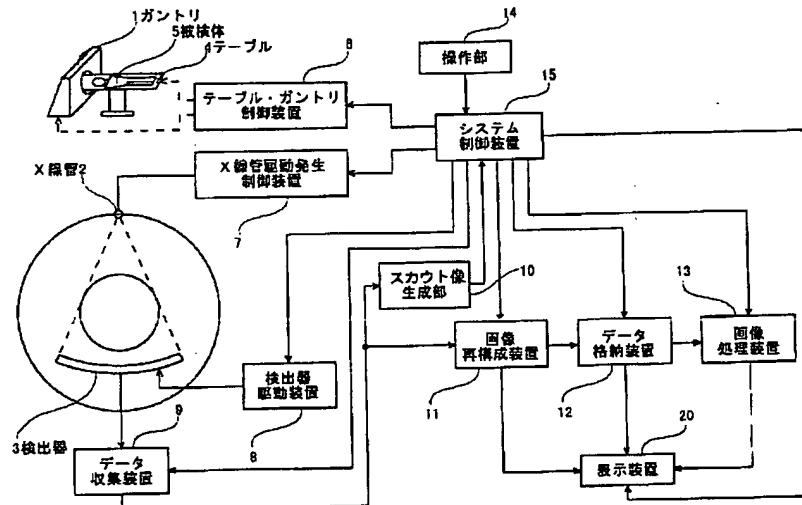 1ガントリ
5被検体
4テーブル
6
テーブル・ガントリ
制御装置
14
操作部
15
システム
制御装置
X線管2
X線管駆動発生
制御装置
7
スカウト像
生成部
10
13
画像
再構成装置
11
データ
格納装置
12
画像
処理装置
検出器
駆動装置
8
3検出器
9
データ
収集装置
20
表示装置